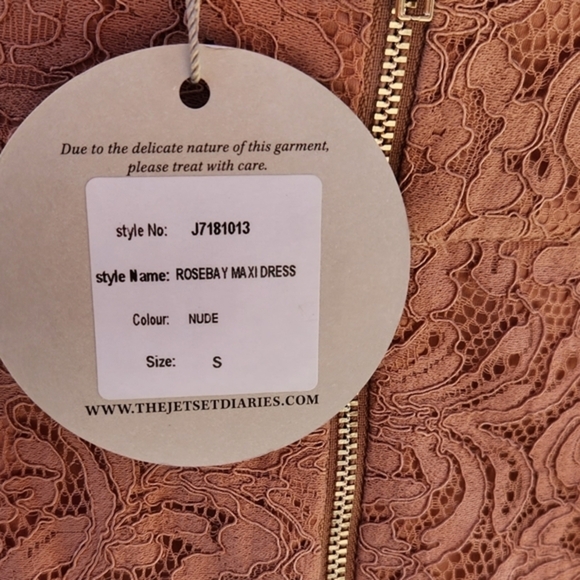 Due to the delicate nature of this garment,
please treat with care.
style No: J7181013
style Name: ROSEBAY MAXI DRESS
Colour: NUDE
Size: S
WWW.THEJETSETDIARIES.COM